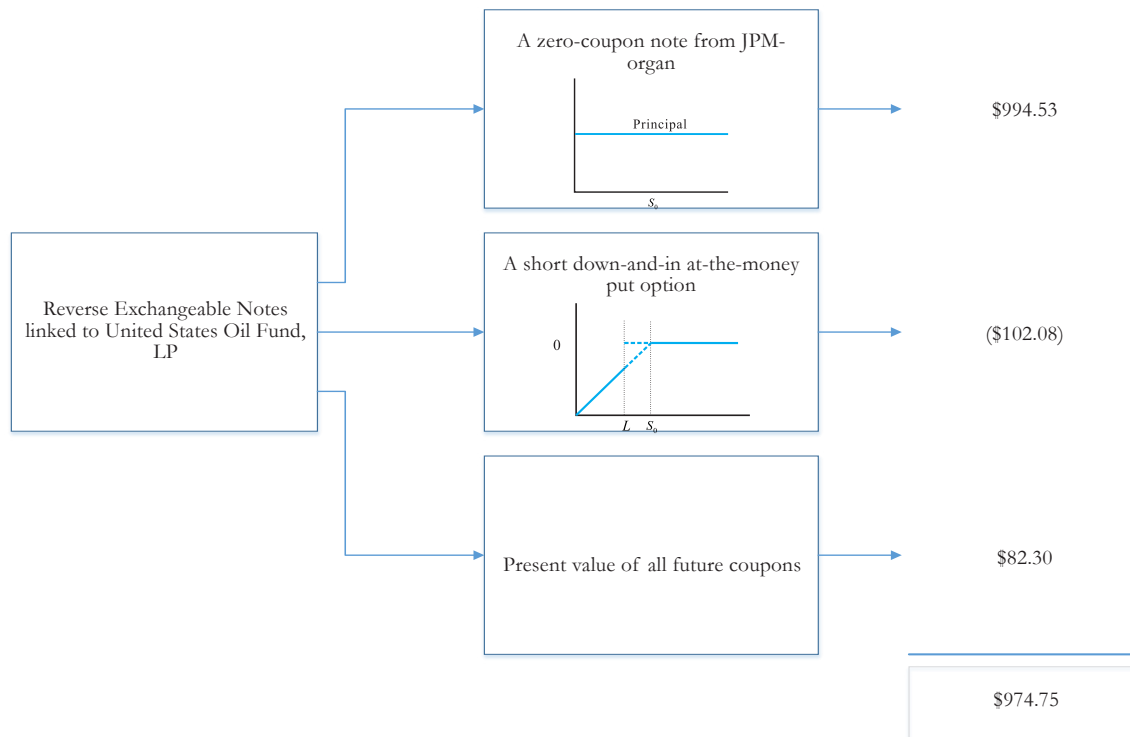 A zero-coupon note from JPM-
organ
Principal
S₀
$994.53
Reverse Exchangeable Notes
linked to United States Oil Fund,
LP
A short down-and-in at-the-money
put option
0
L S₀
($102.08)
Present value of all future coupons
$82.30
$974.75